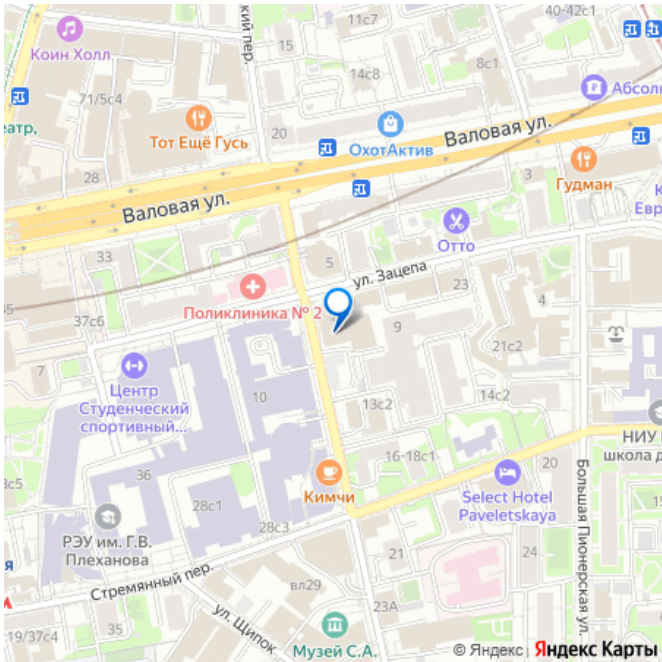 Коин Холл
кий пер.
15
14с8
8с1
40-42с1
71/5с4
Абсол
еатр,
Тот Ещё Гусь
20
ОхотАктив
Валовая ул.
28
Гудман
Валовая ул.
3
К
Евр
33
5
Отто
ул. Зацепа
23
4
Поликлиника № 2
35
37с6
9
21с2
7
Центр
Студенческий
спортивный...
10
13с2
14с2
16-18с1
НИУ
школа д
36
Кимчи
Select Hotel
Paveletskaya
20
3с5
28с1
РЭУ им. Г.В.
Плеханова
28с3
Большая Пионерская ул.
21
24
я
Стремянный пер.
вл29
23А
ул. Щипок
19/37с4
35
Музей С.А.
© Яндекс Яндекс Карты